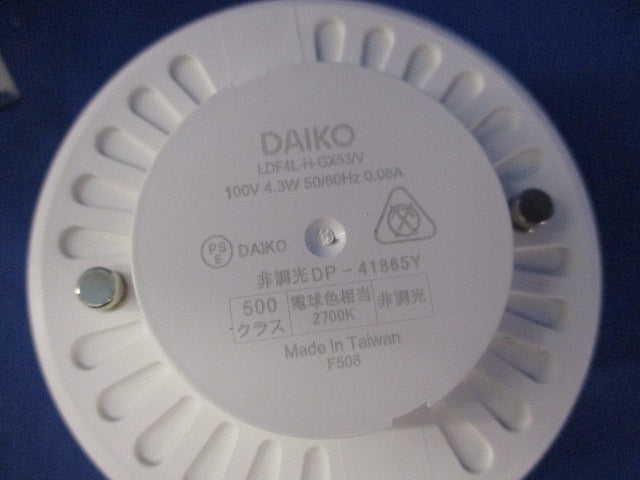 DAIKO
LDF4L-H-GX53/V
100V 4.3W 50/60Hz 0.08A
PS E DAIKO
非調光DP-41865Y
500 クラス 電球色相当 2700K 非調光
Made in Taiwan
F508